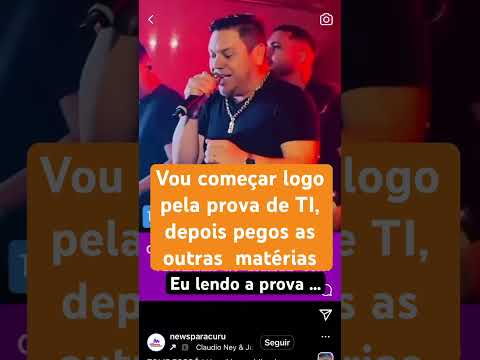 Vou começar logo
pela prova de TI,
depois pegos as
outras matérias
Eu lendo a prova ...
newsparacuru
Seguir
Claudio Ney & J